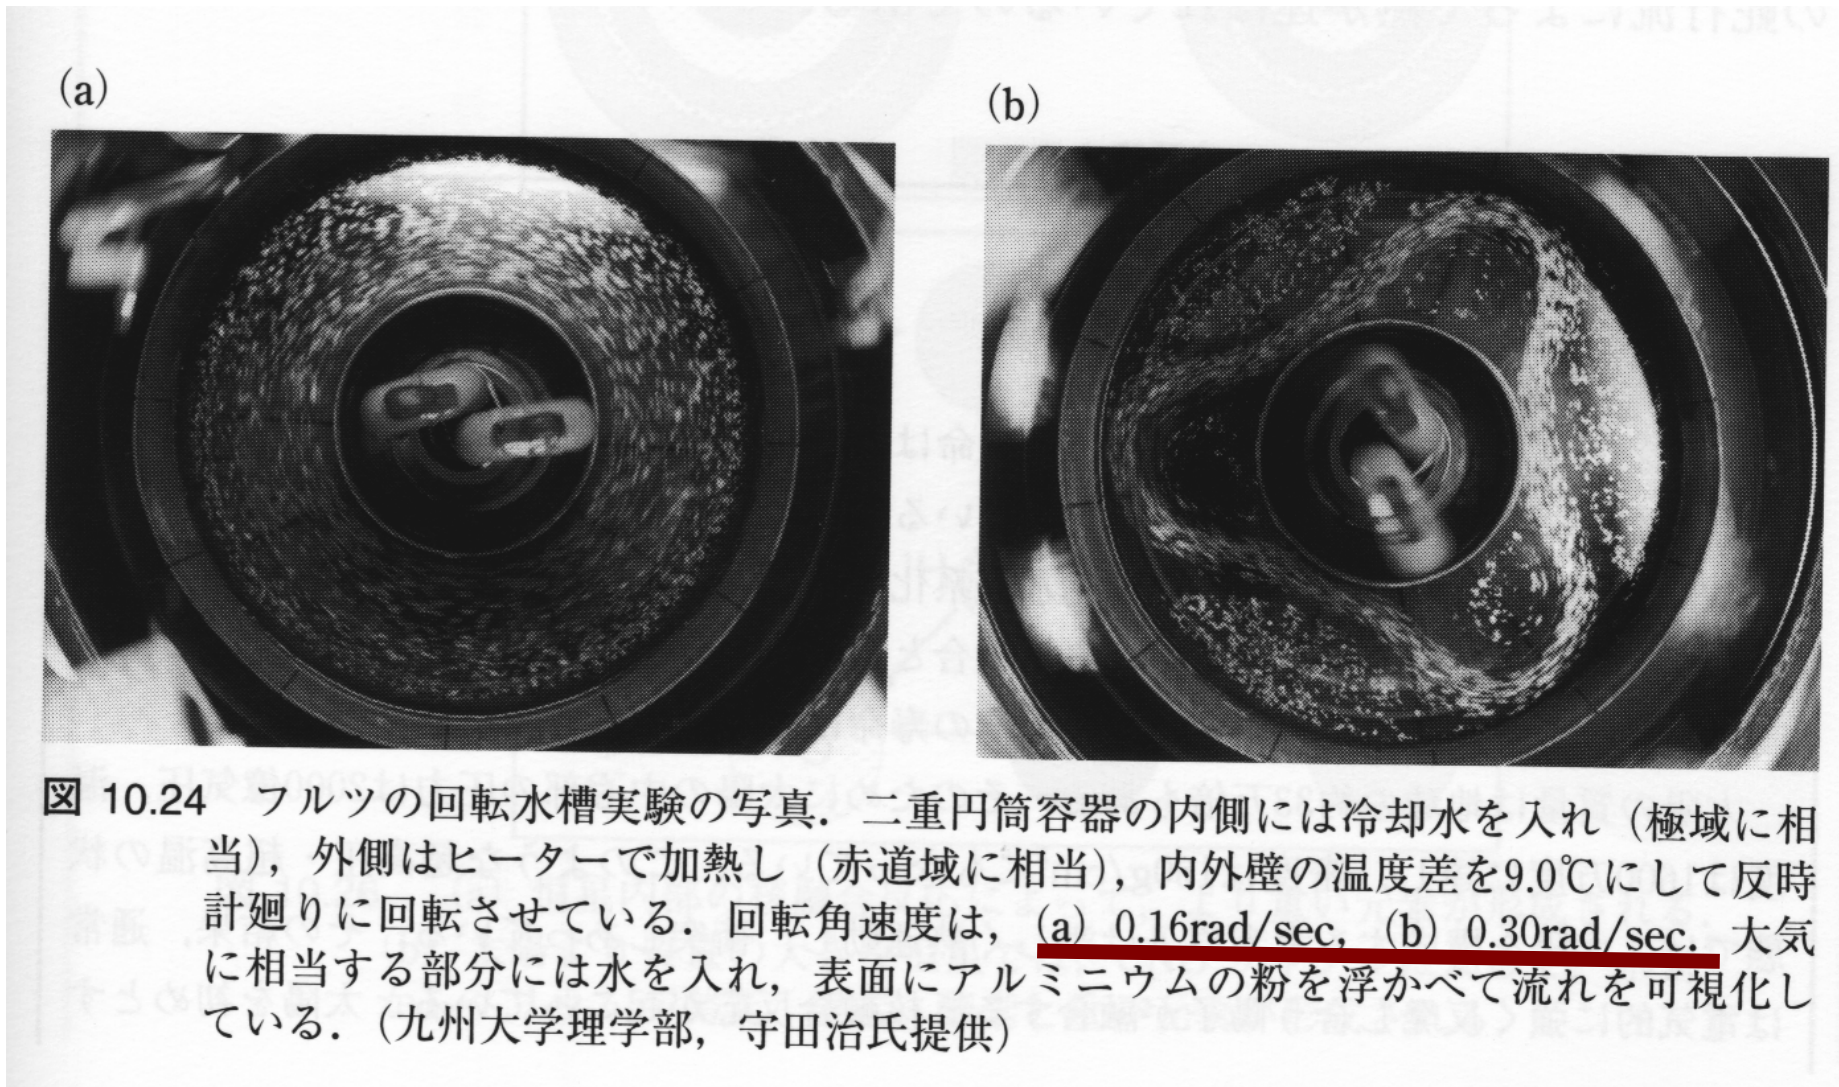 (a)
(b)
図 10.24 フルツの回転水槽実験の写真．二重円筒容器の内側には冷却水を入れ（極域に相
当），外側はヒーターで加熱し（赤道域に相当），内外壁の温度差を9.0℃にして反時
計廻りに回転させている．回転角速度は，(a) 0.16rad/sec，(b) 0.30rad/sec．大気
に相当する部分には水を入れ，表面にアルミニウムの粉を浮かべて流れを可視化し
ている．（九州大学理学部，守田治氏提供）